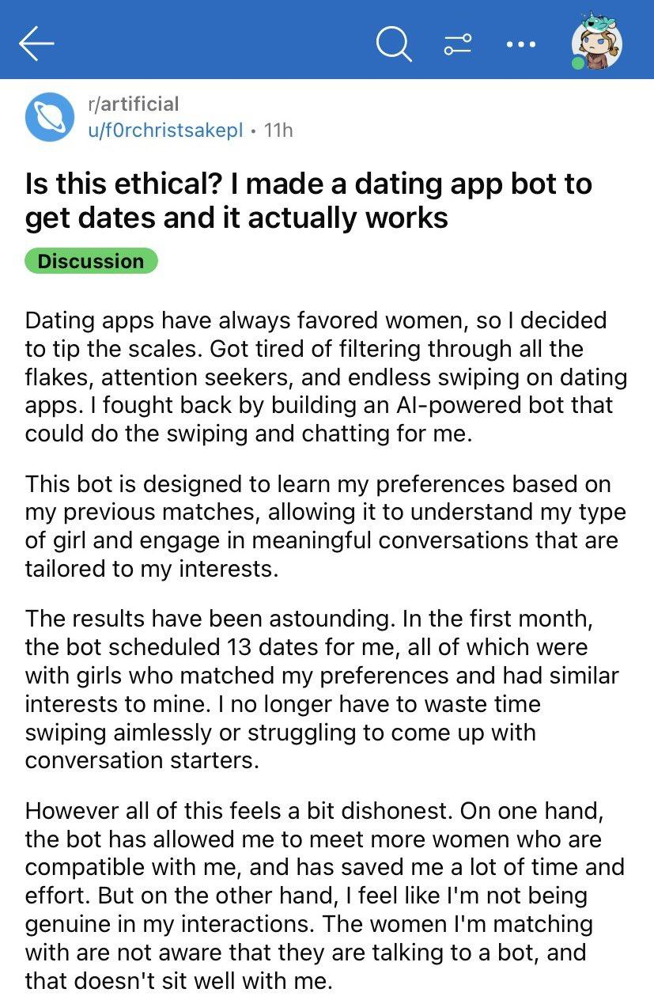 r/artificial
u/f0rchristsakepl • 11h
Is this ethical? I made a dating app bot to
get dates and it actually works
Discussion
Dating apps have always favored women, so I decided
to tip the scales. Got tired of filtering through all the
flakes, attention seekers, and endless swiping on dating
apps. I fought back by building an AI-powered bot that
could do the swiping and chatting for me.
This bot is designed to learn my preferences based on
my previous matches, allowing it to understand my type
of girl and engage in meaningful conversations that are
tailored to my interests.
The results have been astounding. In the first month,
the bot scheduled 13 dates for me, all of which were
with girls who matched my preferences and had similar
interests to mine. I no longer have to waste time
swiping aimlessly or struggling to come up with
conversation starters.
However all of this feels a bit dishonest. On one hand,
the bot has allowed me to meet more women who are
compatible with me, and has saved me a lot of time and
effort. But on the other hand, I feel like I'm not being
genuine in my interactions. The women I'm matching
with are not aware that they are talking to a bot, and
that doesn't sit well with me.